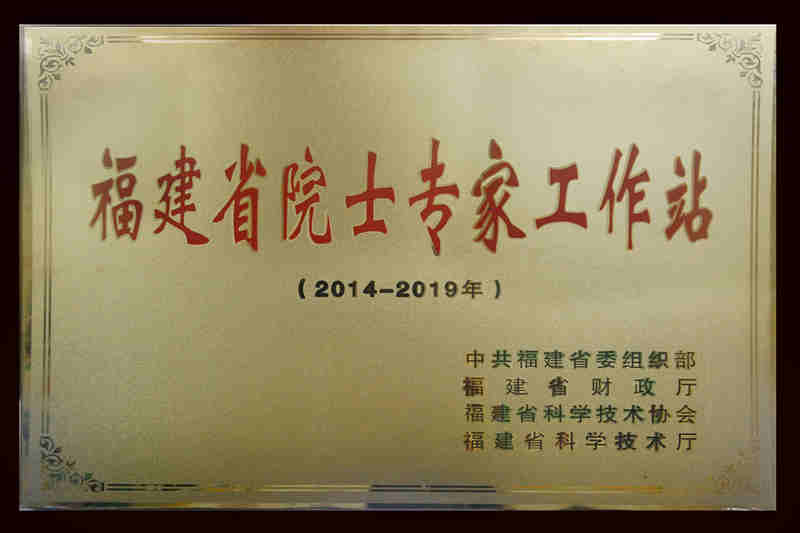 福建省院士专家工作站
（2014-2019年）
中共福建省委组织部
福建省财政厅
福建省科学技术协会
福建省科学技术厅